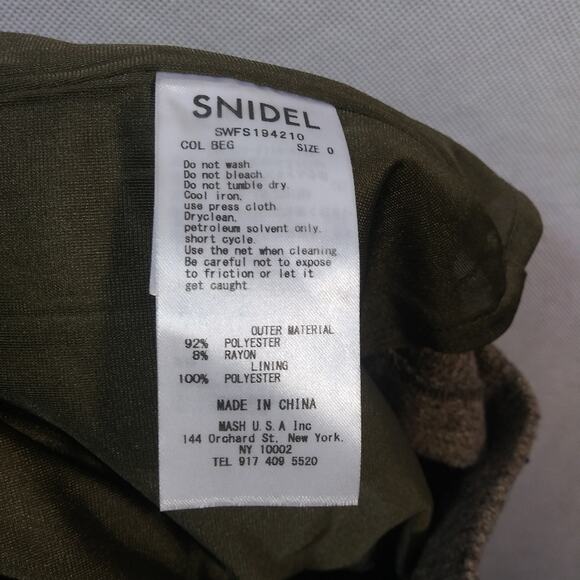 SNIDEL
SWFS194210
COL BEG SIZE 0
Do not wash.
Do not bleach.
Do not tumble dry.
Cool iron,
use press cloth.
Dryclean,
petroleum solvent only,
short cycle.
Use the net when cleaning.
Be careful not to expose
to friction or let it
get caught.
OUTER MATERIAL
92% POLYESTER
8% RAYON
LINING
100% POLYESTER
MADE IN CHINA
MASH U.S.A Inc
144 Orchard St, New York,
NY 10002
TEL 917 409 5520